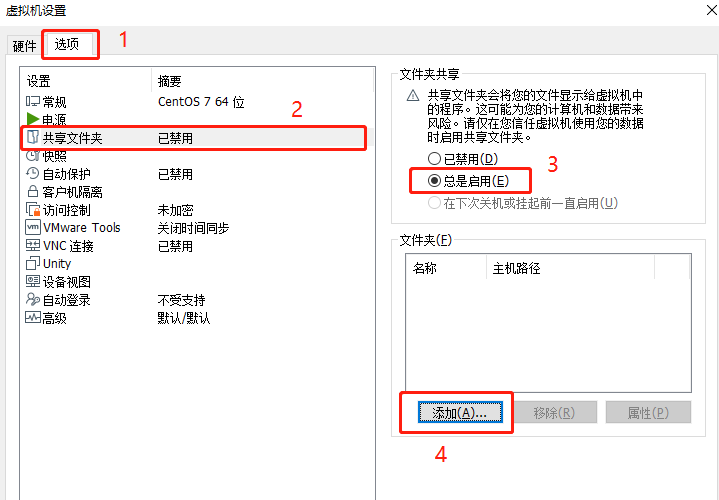 虚拟机设置
硬件 选项 1
设置 摘要
常规 CentOS 7 64 位
电源 2
共享文件夹 已禁用
快照
自动保护 已禁用
客户机隔离
访问控制 未加密
VMware Tools 关闭时间同步
VNC 连接 已禁用
Unity
设备视图
自动登录 不受支持
高级 默认/默认
文件夹共享
共享文件夹会将您的文件显示给虚拟机中
的程序。这可能为您的计算机和数据带来
风险。请仅在您信任虚拟机使用您的数据
时启用共享文件夹。
已禁用(D) 3
总是启用(E)
在下次关机或挂起前一直启用(U)
文件夹(F)
名称 主机路径
添加(A)... 移除(R) 属性(P)
4